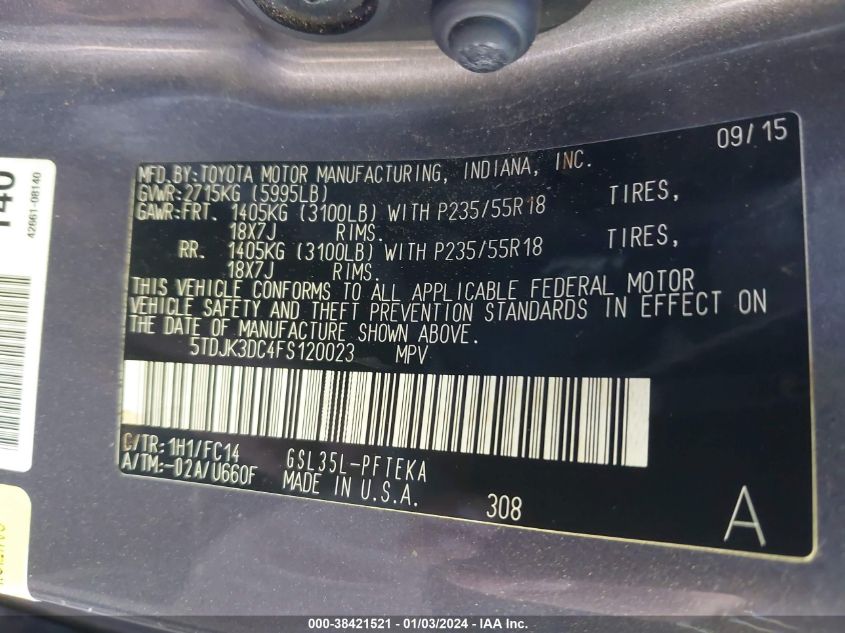 09/15
MFD.BY:TOYOTA MOTOR MANUFACTURING, INDIANA, INC.
GVWR:2715KG (5995LB)
GAWR:FRT. 1405KG (3100LB) WITH P235/55R18 TIRES,
18X7J RIMS.
RR. 1405KG (3100LB) WITH P235/55R18 TIRES,
18X7J RIMS.
THIS VEHICLE CONFORMS TO ALL APPLICABLE FEDERAL MOTOR
VEHICLE SAFETY AND THEFT PREVENTION STANDARDS IN EFFECT ON
THE DATE OF MANUFACTURE SHOWN ABOVE.
5TDJK3DC4FS120023 MPV
C/TR:1H1/FC14 GSL35L-PFTEKA
A/TM:-02A/U660F MADE IN U.S.A.
308
A
140
42661-08140
000-38421521 - 01/03/2024 - IAA Inc.